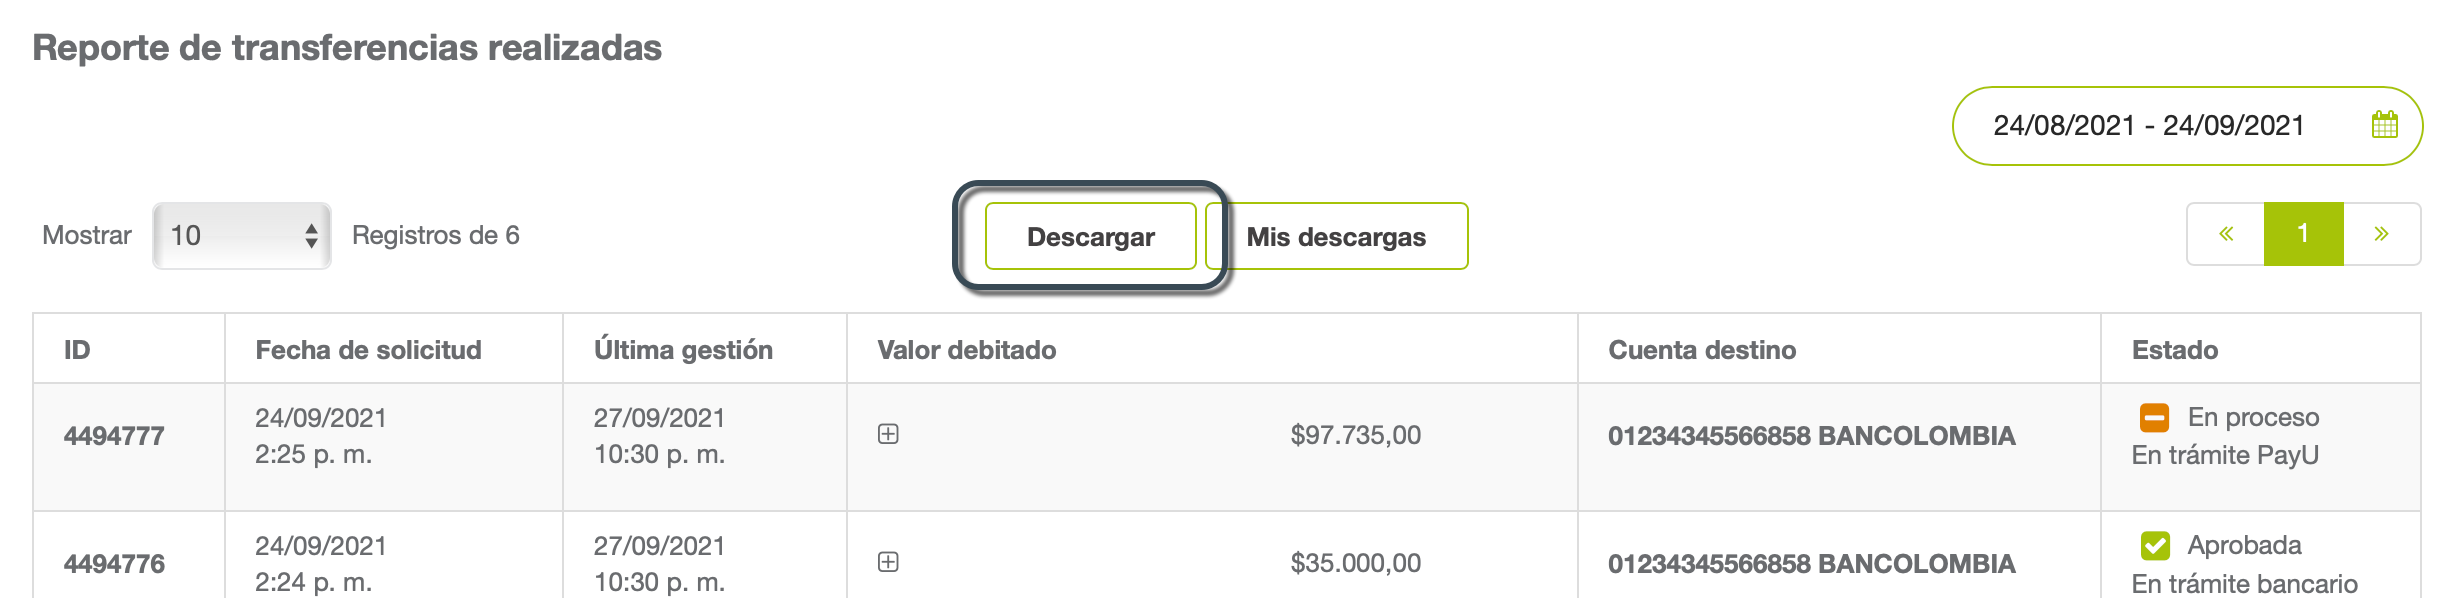 Reporte de transferencias realizadas
24/08/2021 - 24/09/2021
Mostrar 10 Registros de 6 Descargar Mis descargas « 1 »
ID Fecha de solicitud Última gestión Valor debitado Cuenta destino Estado
4494777 24/09/2021 27/09/2021 $97.735,00 01234345566858 BANCOLOMBIA En proceso
2:25 p. m. 10:30 p. m. En trámite PayU
4494776 24/09/2021 27/09/2021 $35.000,00 01234345566858 BANCOLOMBIA Aprobada
2:24 p. m. 10:30 p. m. En trámite bancario